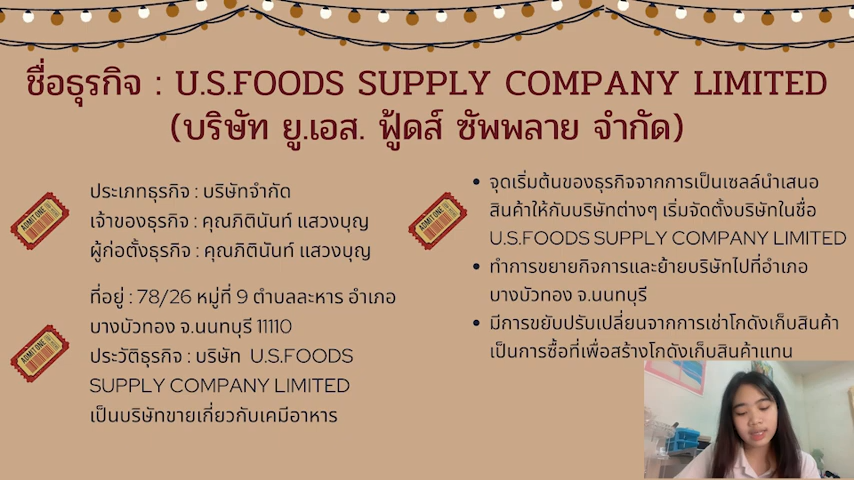 ชื่อธุรกิจ : U.S.FOODS SUPPLY COMPANY LIMITED
(บริษัท ยู.เอส. ฟู้ดส์ ซัพพลาย จำกัด)
ประเภทธุรกิจ : บริษัทจำกัด
เจ้าของธุรกิจ : คุณภิตินันท์ แสวงบุญ
ผู้ก่อตั้งธุรกิจ : คุณภิตินันท์ แสวงบุญ
ADMIT ONE
ที่อยู่ : 78/26 หมู่ที่ 9 ตำบลละหาร อำเภอ
บางบัวทอง จ.นนทบุรี 11110
ประวัติธุรกิจ : บริษัท U.S.FOODS
SUPPLY COMPANY LIMITED
เป็นบริษัทขายเกี่ยวกับเคมีอาหาร
ADMIT ONE
• จุดเริ่มต้นของธุรกิจจากการเป็นเซลล์นำเสนอ
สินค้าให้กับบริษัทต่างๆ เริ่มจัดตั้งบริษัทในชื่อ
U.S.FOODS SUPPLY COMPANY LIMITED
• ทำการขยายกิจการและย้ายบริษัทไปที่อำเภอ
บางบัวทอง จ.นนทบุรี
• มีการขยับปรับเปลี่ยนจากการเช่าโกดังเก็บสินค้า
เป็นการซื้อที่เพื่อสร้างโกดังเก็บสินค้าแทน
ADMIT ONE